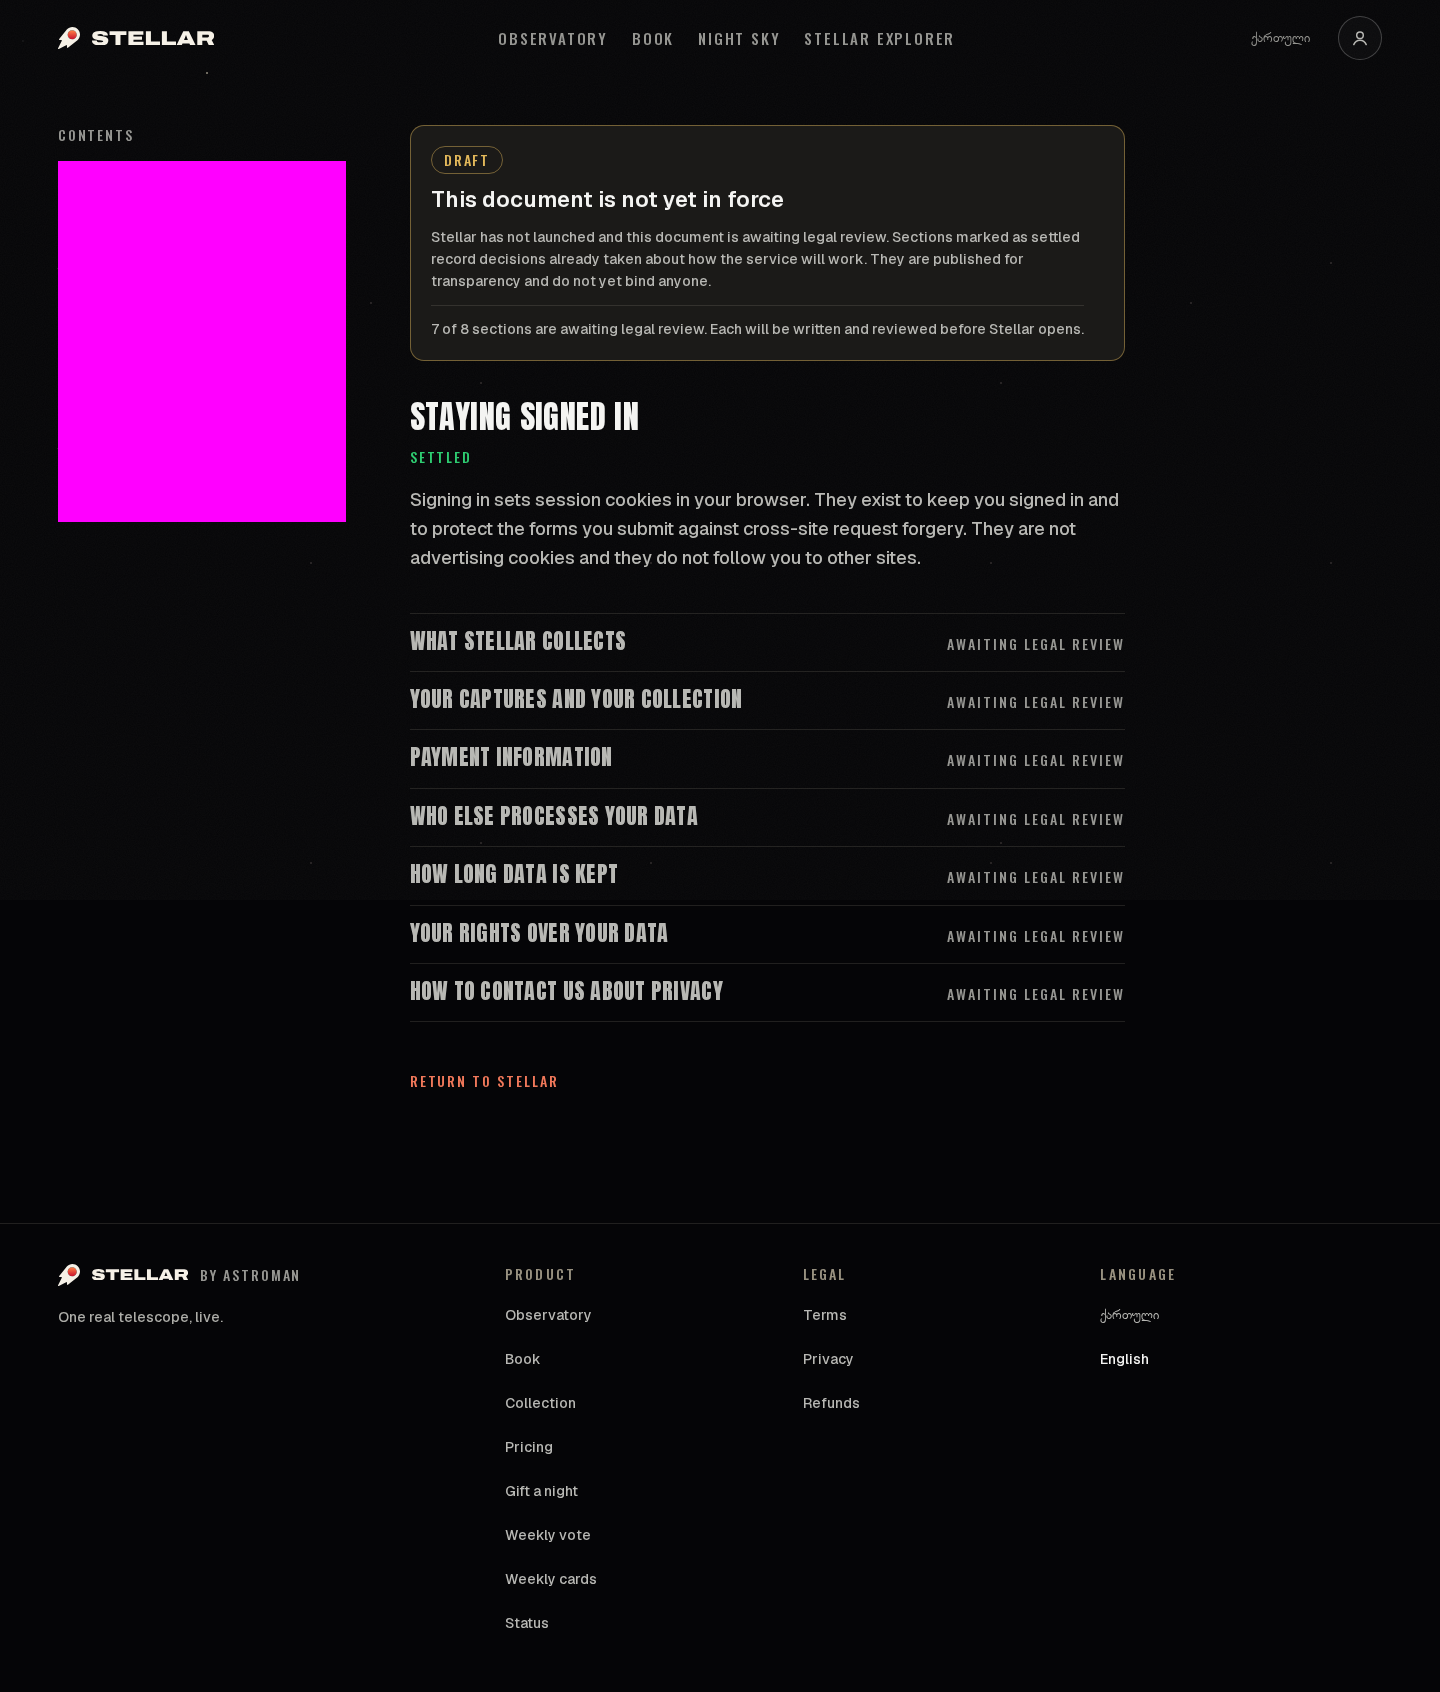 STELLAR
OBSERVATORY BOOK NIGHT SKY STELLAR EXPLORER
ქართული
CONTENTS
DRAFT
This document is not yet in force
Stellar has not launched and this document is awaiting legal review. Sections marked as settled
record decisions already taken about how the service will work. They are published for
transparency and do not yet bind anyone.
7 of 8 sections are awaiting legal review. Each will be written and reviewed before Stellar opens.
STAYING SIGNED IN
SETTLED
Signing in sets session cookies in your browser. They exist to keep you signed in and
to protect the forms you submit against cross-site request forgery. They are not
advertising cookies and they do not follow you to other sites.
WHAT STELLAR COLLECTS AWAITING LEGAL REVIEW
YOUR CAPTURES AND YOUR COLLECTION AWAITING LEGAL REVIEW
PAYMENT INFORMATION AWAITING LEGAL REVIEW
WHO ELSE PROCESSES YOUR DATA AWAITING LEGAL REVIEW
HOW LONG DATA IS KEPT AWAITING LEGAL REVIEW
YOUR RIGHTS OVER YOUR DATA AWAITING LEGAL REVIEW
HOW TO CONTACT US ABOUT PRIVACY AWAITING LEGAL REVIEW
RETURN TO STELLAR
STELLAR BY ASTROMAN
One real telescope, live.
PRODUCT
Observatory
Book
Collection
Pricing
Gift a night
Weekly vote
Weekly cards
Status
LEGAL
Terms
Privacy
Refunds
LANGUAGE
ქართული
English